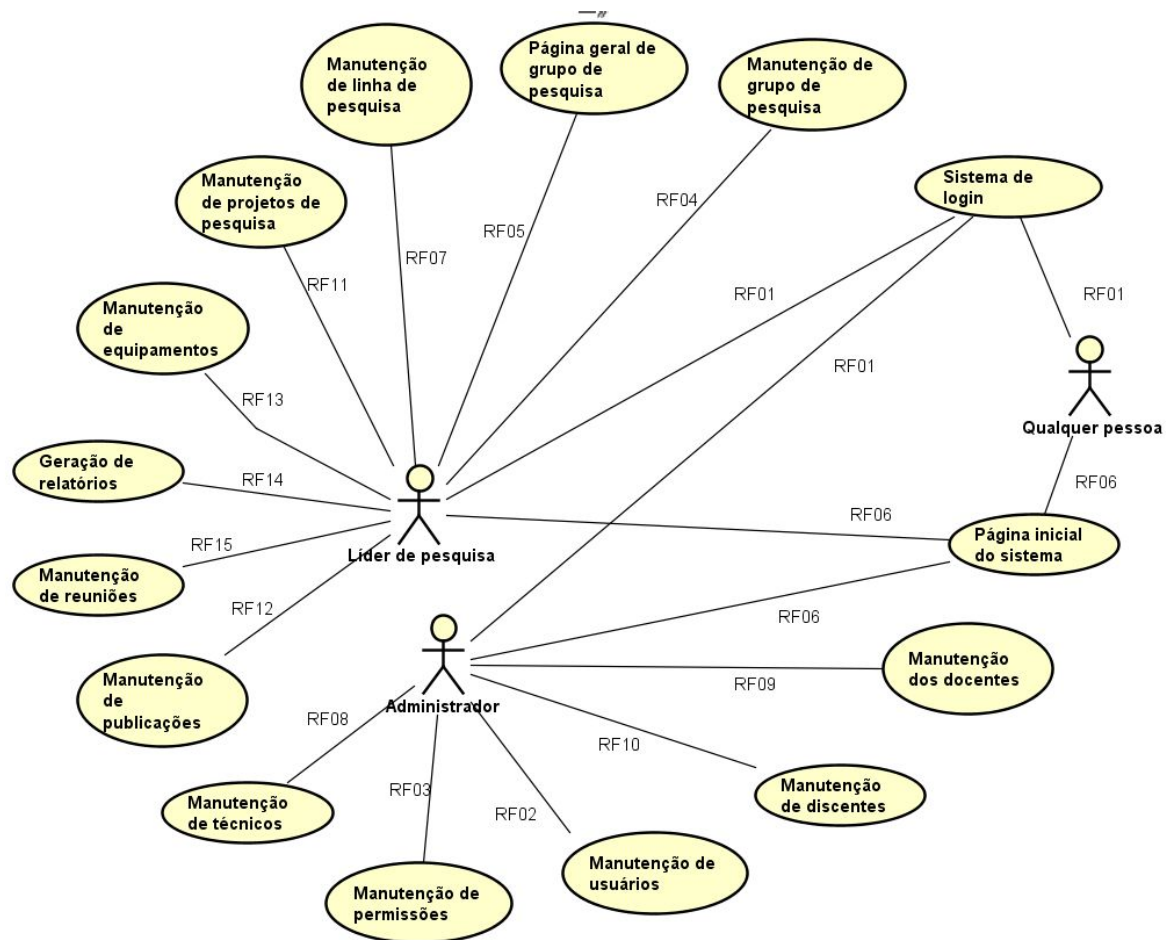 Manutenção
de linha de
pesquisa
Página geral de
grupo de
pesquisa
Manutenção de
grupo de
pesquisa
Manutenção
de projetos de
pesquisa
Sistema de
login
RF04
RF05
RF07
RF11
RF01
RF01
RF01
Manutenção
de
equipamentos
RF13
Qualquer pessoa
Geração de
relatórios
RF14
RF06
RF06
Líder de pesquisa
Página inicial
do sistema
RF15
Manutenção
de reuniões
RF12
RF06
Manutenção
dos docentes
RF09
Manutenção
de
publicações
Administrador
RF08
RF10
Manutenção
de técnicos
RF03
RF02
Manutenção
de discentes
Manutenção de
usuários
Manutenção de
permissões